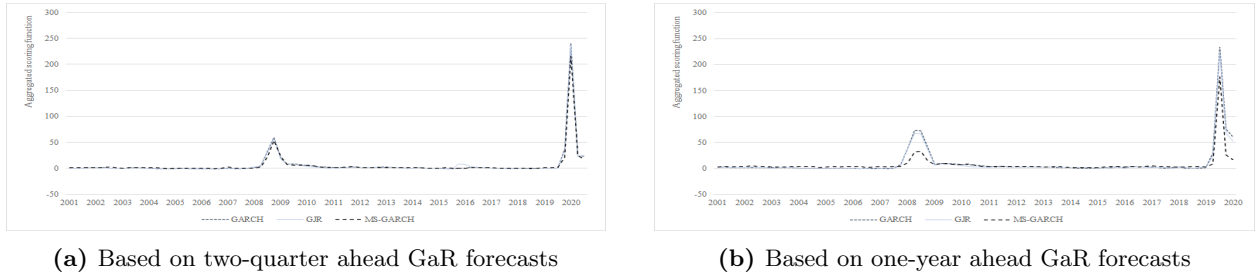 Aggregated scoring function
300
250
200
150
100
50
0
-50
2001 2002 2003 2004 2005 2006 2007 2008 2009 2010 2011 2012 2013 2014 2015 2016 2017 2018 2019 2020
GARCH GJR MS-GARCH
(a) Based on two-quarter ahead GaR forecasts
Aggregated scoring function
300
250
200
150
100
50
0
-50
2001 2002 2003 2004 2005 2006 2007 2008 2009 2010 2011 2012 2013 2014 2015 2016 2017 2018 2019 2020
GARCH GJR MS-GARCH
(b) Based on one-year ahead GaR forecasts